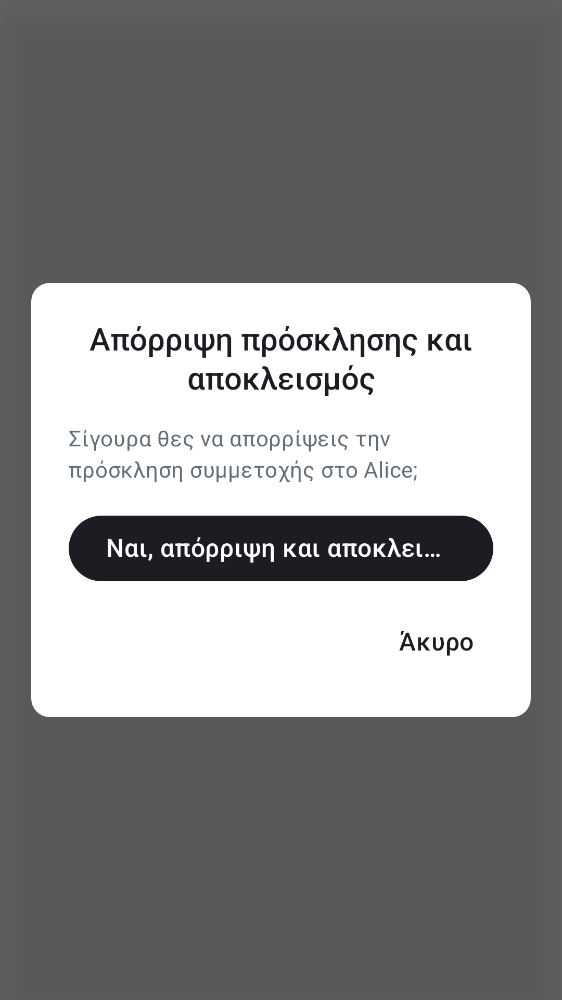 Απόρριψη πρόσκλησης και
αποκλεισμός
Σίγουρα θες να απορρίψεις την
πρόσκληση συμμετοχής στο Alice;
Ναι, απόρριψη και αποκλει…
Άκυρο